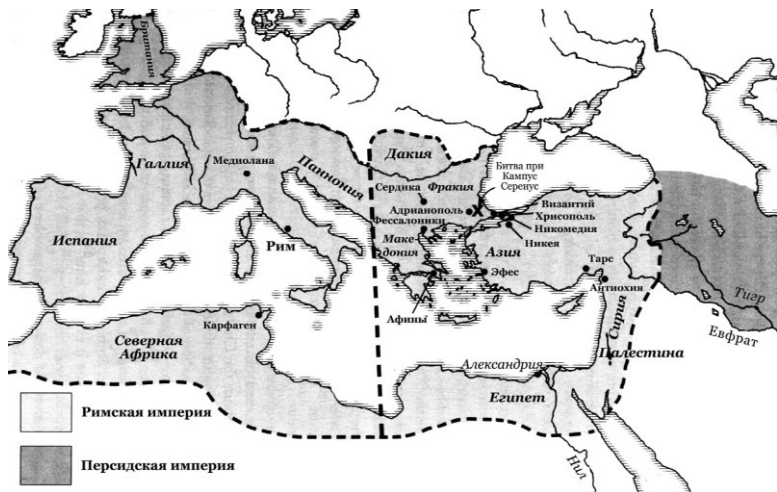 Британия
Галлия
Медиолана
Паннония
Дакия
Битва при
Кампус
Серенус
Сердика
Фракия
Адрианополь
Византий
Хрисополь
Фессалоники
Никомедия
Никея
Испания
Рим
Маке-
дония
Азия
Эфес
Тарс
Антиохия
Тигр
Сирия
Евфрат
Афины
Карфаген
Северная
Африка
Александрия
Палестина
Египет
Нил
Римская империя
Персидская империя